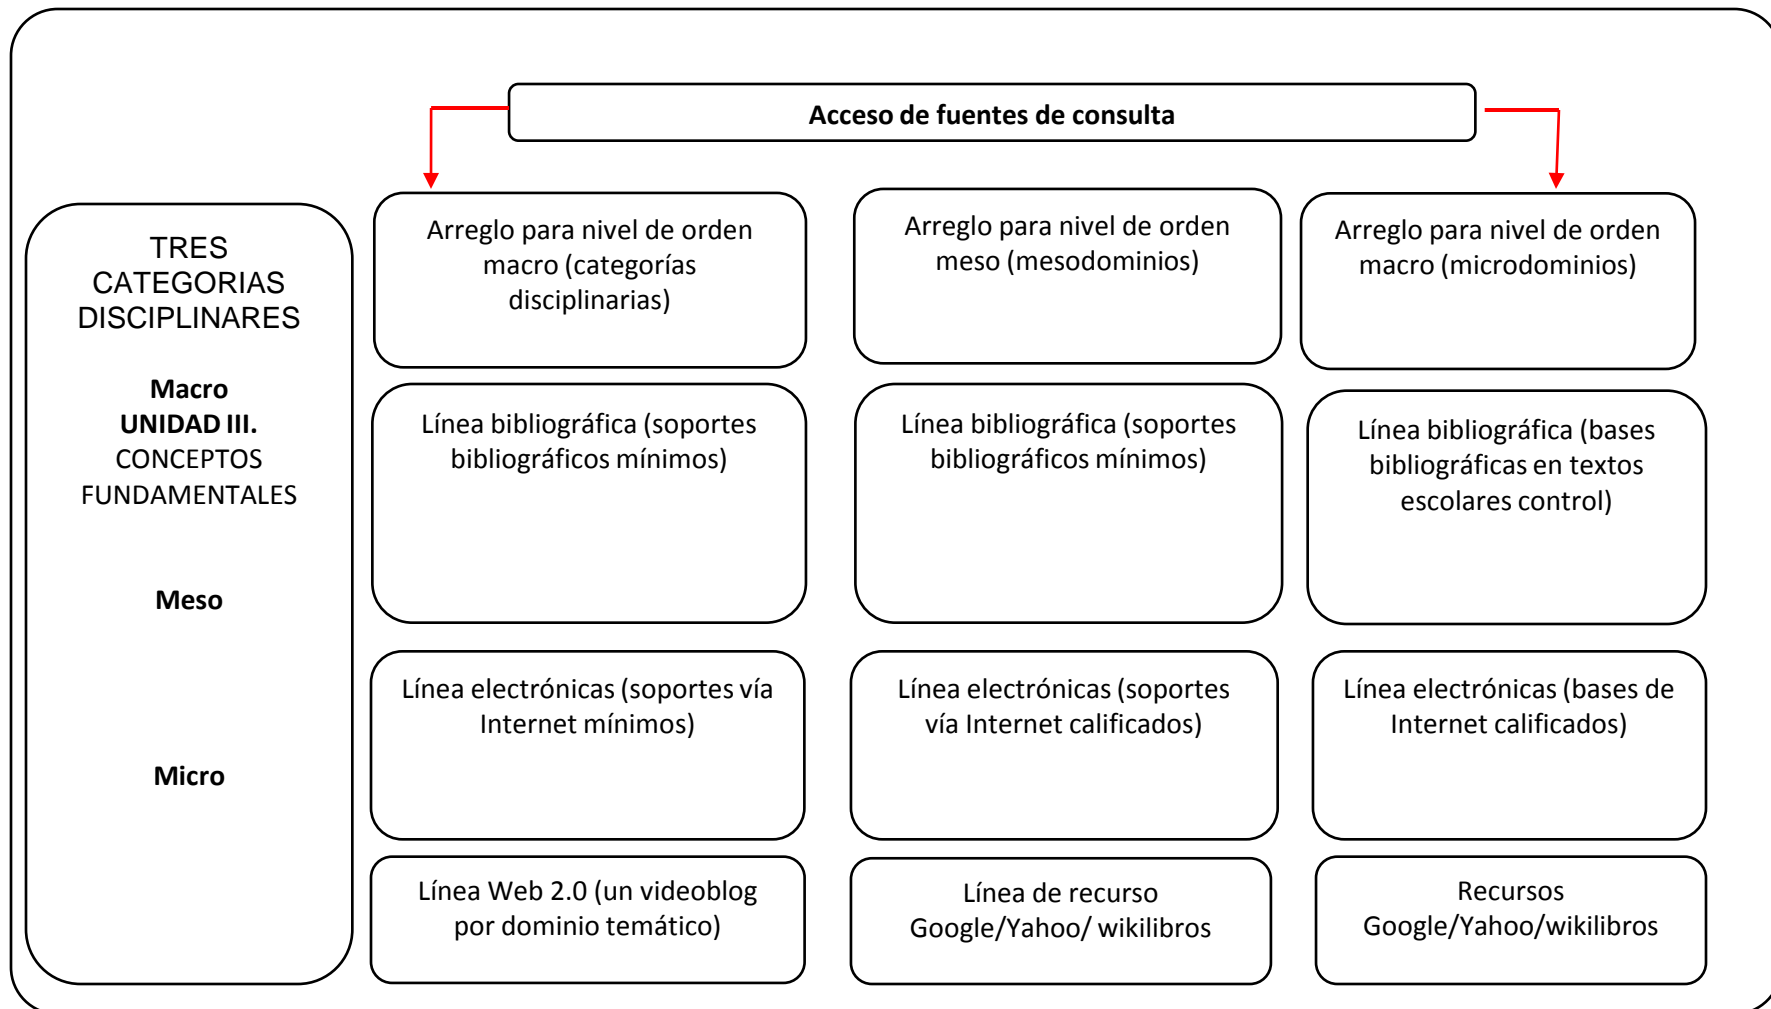 Acceso de fuentes de consulta
TRES
CATEGORIAS
DISCIPLINARES
Macro
UNIDAD III.
CONCEPTOS
FUNDAMENTALES
Meso
Micro
Arreglo para nivel de orden
macro (categorías
disciplinarias)
Arreglo para nivel de orden
meso (mesodominios)
Arreglo para nivel de orden
macro (microdominios)
Línea bibliográfica (soportes
bibliográficos mínimos)
Línea bibliográfica (soportes
bibliográficos mínimos)
Línea bibliográfica (bases
bibliográficas en textos
escolares control)
Línea electrónicas (soportes vía
Internet mínimos)
Línea electrónicas (soportes
vía Internet calificados)
Línea electrónicas (bases de
Internet calificados)
Línea Web 2.0 (un videoblog
por dominio temático)
Línea de recurso
Google/Yahoo/ wikilibros
Recursos
Google/Yahoo/wikilibros